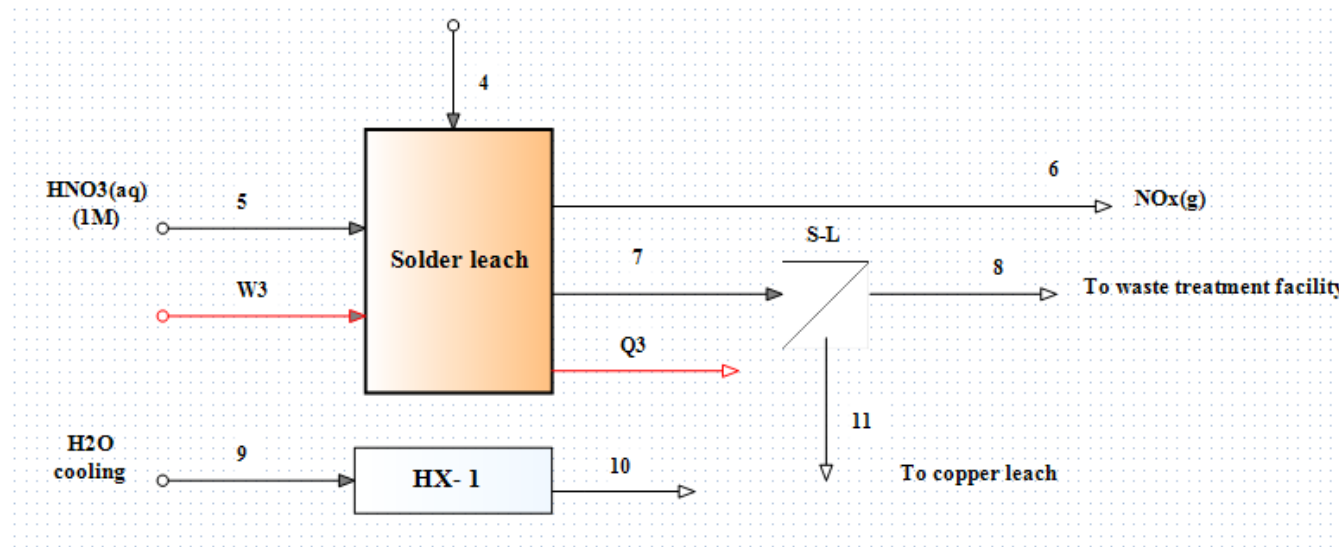 4
HNO3(aq)
(1M)
5
6
NOx(g)
Solder leach
S-L
7
8
To waste treatment facility
W3
Q3
11
H2O
cooling
9
HX- 1
10
To copper leach